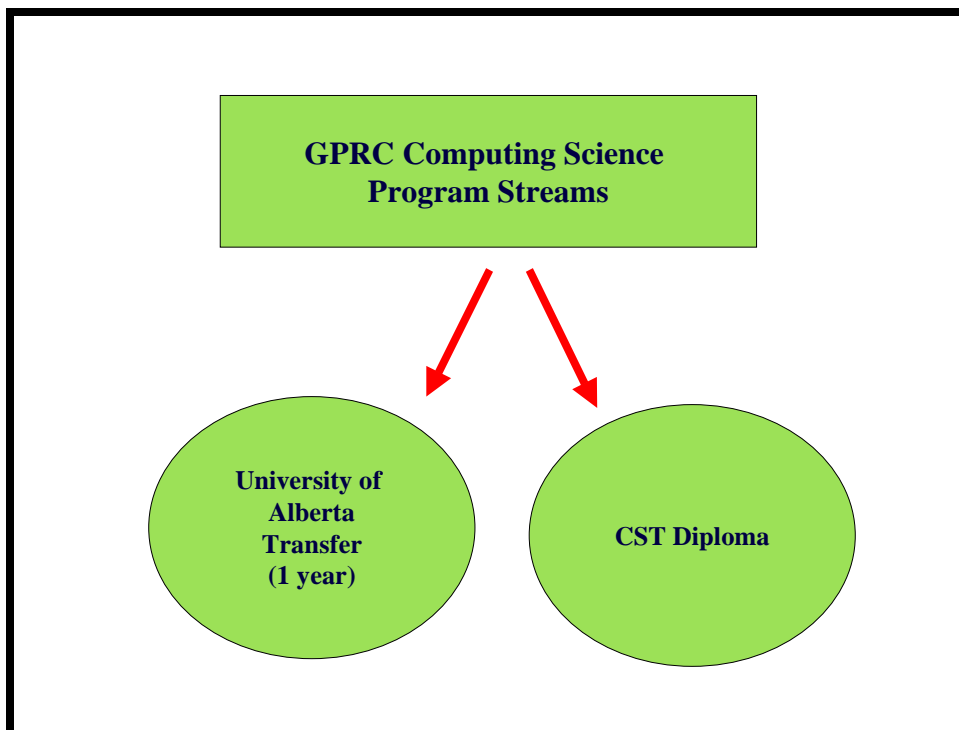 GPRC Computing Science
Program Streams
University of
Alberta
Transfer
(1 year)
CST Diploma